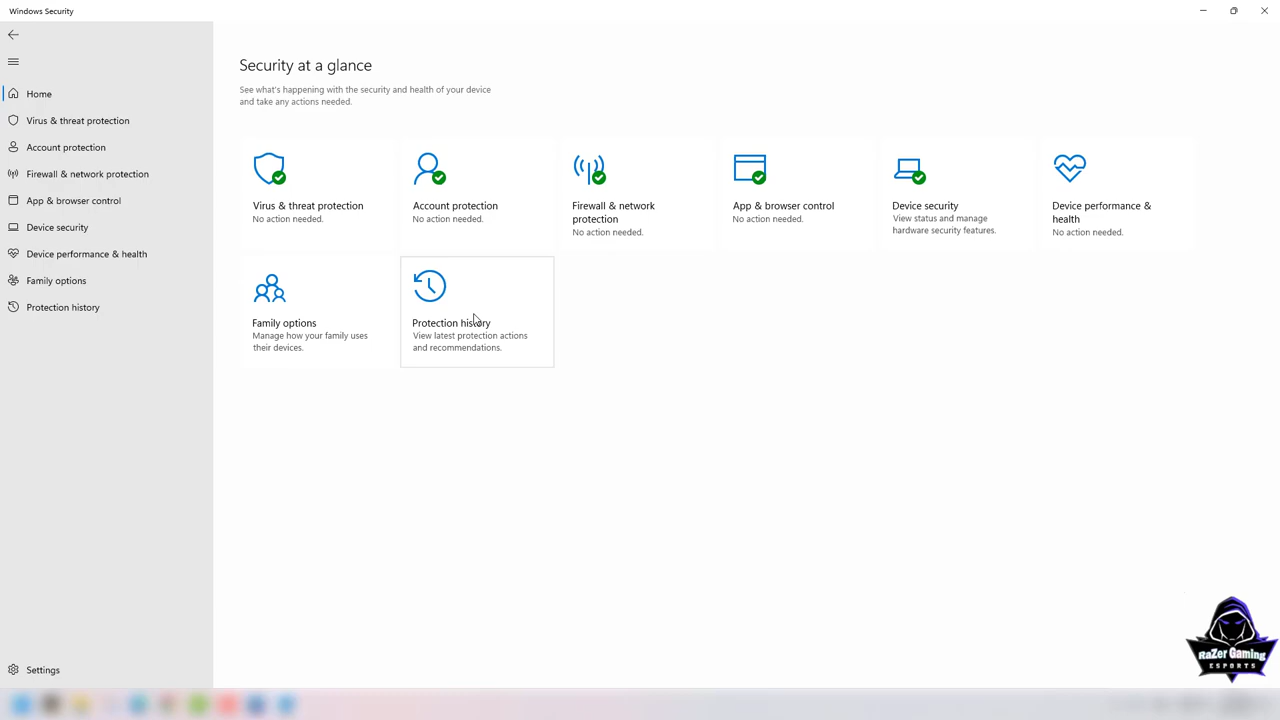 Windows Security
Home
Virus & threat protection
Account protection
Firewall & network protection
App & browser control
Device security
Device performance & health
Family options
Protection history
Settings
Security at a glance
See what's happening with the security and health of your device
and take any actions needed.
Virus & threat protection
No action needed.
Account protection
No action needed.
Firewall & network
protection
No action needed.
App & browser control
No action needed.
Device security
View status and manage
hardware security features.
Device performance &
health
No action needed.
Family options
Manage how your family uses
their devices.
Protection history
View latest protection actions
and recommendations.
RaZer Gaming
ESPORTS